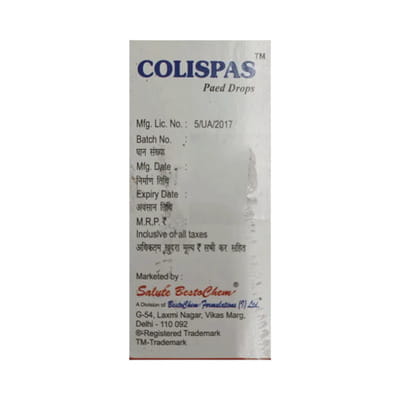 COLISPAS™
Paed Drops
Mfg. Lic. No. : 5/UA/2017
Batch No. :
घान संख्या
Mfg. Date :
निर्माण तिथि
Expiry Date :
अवसान तिथि
M.R.P. ₹
Inclusive of all taxes
अधिकतम खुदरा मूल्य ₹ सभी कर सहित
Marketed by :
Salute BestoChem®
A Division of BestoChem Formulations (I) Ltd.
G-54, Laxmi Nagar, Vikas Marg,
Delhi - 110 092
®-Registered Trademark
TM-Trademark